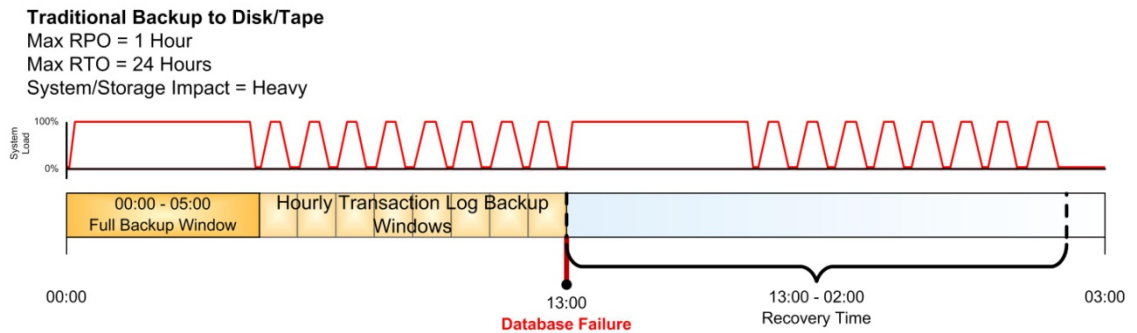 Traditional Backup to Disk/Tape
Max RPO = 1 Hour
Max RTO = 24 Hours
System/Storage Impact = Heavy
System
Load
100%
0%
00:00 - 05:00
Full Backup Window
Hourly Transaction Log Backup
Windows
00:00
13:00
Database Failure
13:00 - 02:00
Recovery Time
03:00